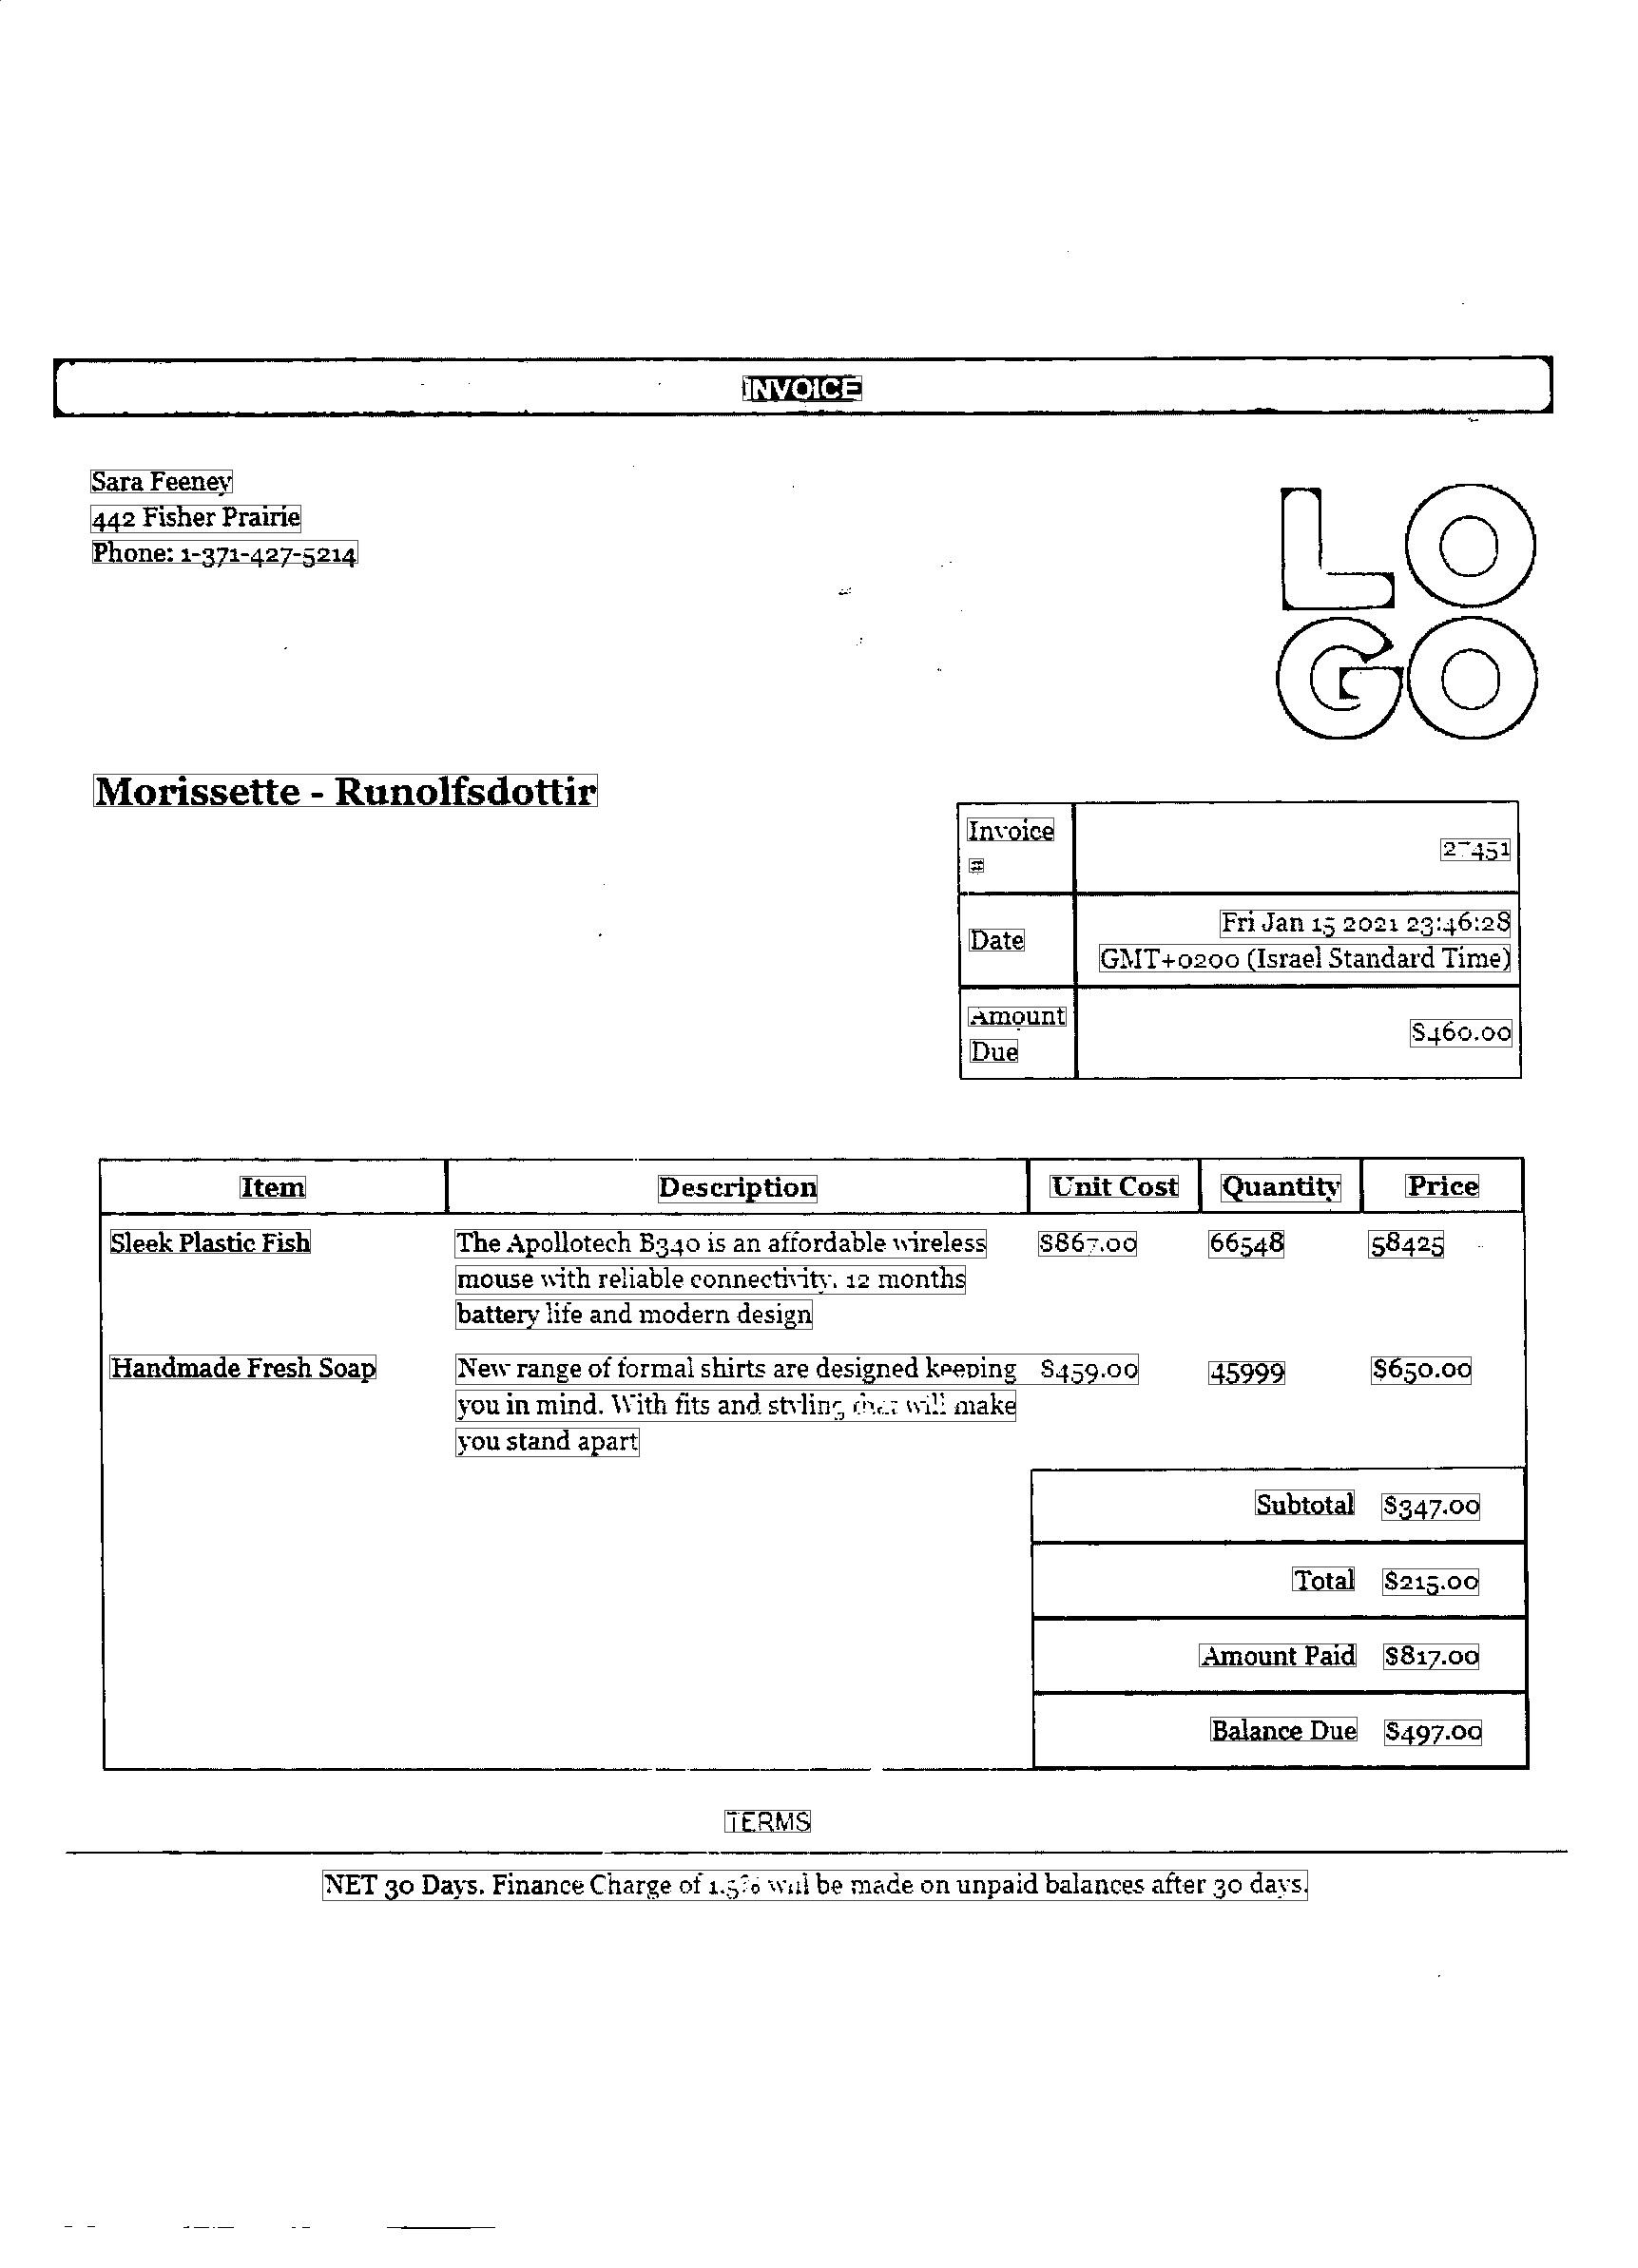 INVOICE
Sara Feeney
442 Fisher Prairie
Phone: 1-371-427-5214
LO
GO
Morissette - Runolfsdottir
Invoice
#
27451
Date
Fri Jan 15 2021 23:46:28
GMT+0200 (Israel Standard Time)
Amount
Due
$460.00
Item Description Unit Cost Quantity Price
Sleek Plastic Fish The Apollotech B340 is an affordable wireless $867.00 66548 58425
mouse with reliable connectivity, 12 months
battery life and modern design
Handmade Fresh Soap New range of formal shirts are designed keeping $459.00 45999 $650.00
you in mind. With fits and styling that will make
you stand apart
Subtotal $347.00
Total $215.00
Amount Paid $817.00
Balance Due $497.00
TERMS
NET 30 Days. Finance Charge of 1.5% will be made on unpaid balances after 30 days.